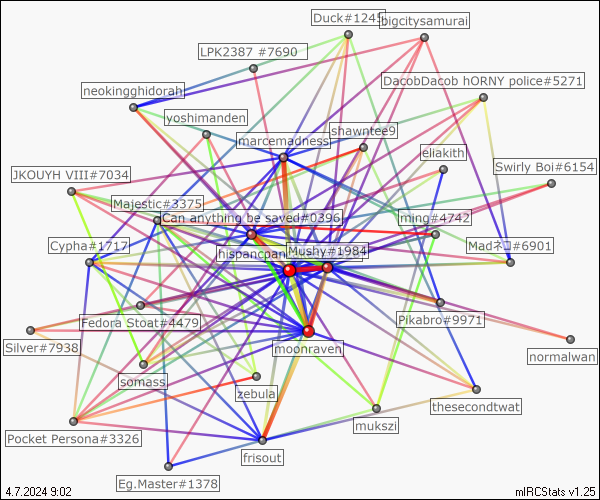 Duck#1245
bigcitysamurai
LPK2387 #7690
DacobDacob hORNY police#5271
neokingghidorah
yoshimanden
shawntee9
marcemadness
eliakith
Swirly Boi#6154
JKOUYH VIII#7034
Majestic#3375
Can anything be saved#0396
ming#4742
Cypha#1717
hispancpan
Mushy#1984
Madネコ#6901
Fedora Stoat#4479
Pikabro#9971
Silver#7938
moonraven
normalwan
somass
zebula
thesecondtwat
mukszi
Pocket Persona#3326
frisout
Eg.Master#1378
4.7.2024 9:02
mIRCStats v1.25